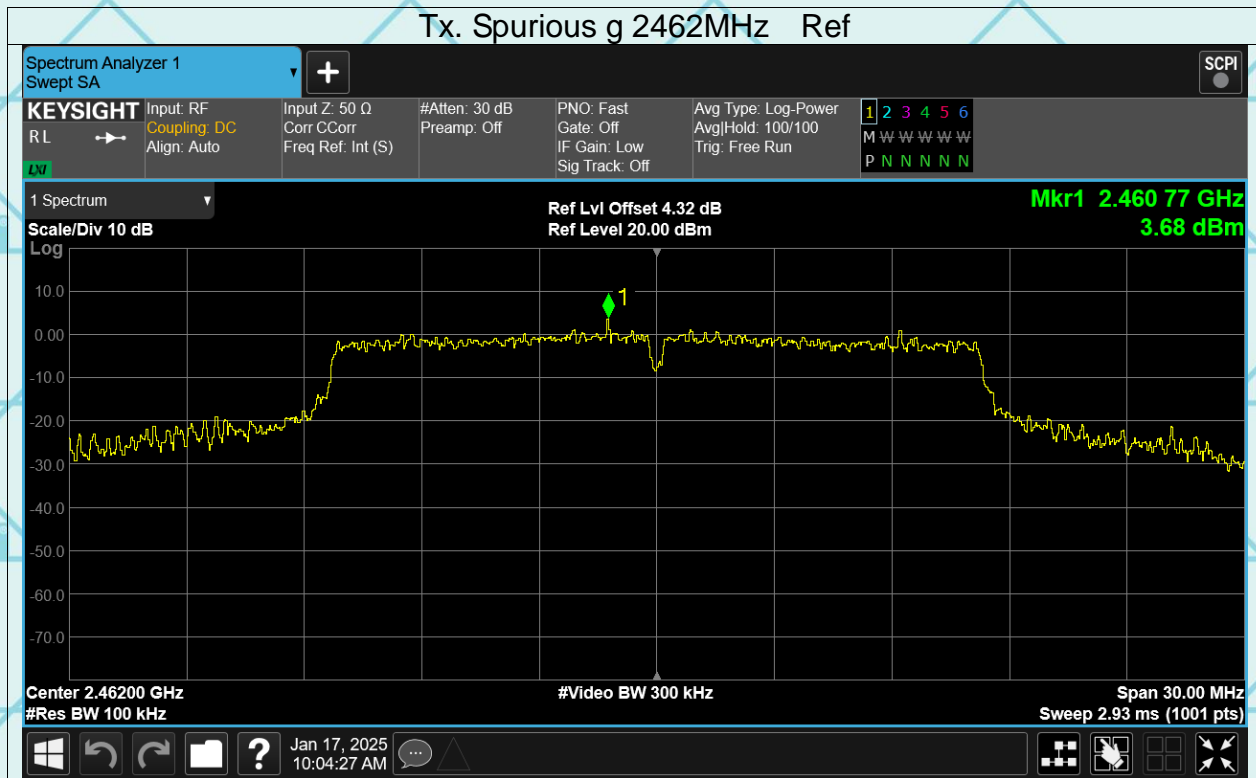 Tx. Spurious g 2462MHz Ref
Spectrum Analyzer 1
Swept SA
SCPI
KEYSIGHT
R L
LXI
Input: RF
Coupling: DC
Align: Auto
Input Z: 50 Ω
Corr CCorr
Freq Ref: Int (S)
#Atten: 30 dB
Preamp: Off
PNO: Fast
Gate: Off
IF Gain: Low
Sig Track: Off
Avg Type: Log-Power
Avg|Hold: 100/100
Trig: Free Run
1 2 3 4 5 6
M W W W W W
P N N N N N
1 Spectrum
Scale/Div 10 dB
Ref Lvl Offset 4.32 dB
Ref Level 20.00 dBm
Mkr1 2.460 77 GHz
3.68 dBm
Log
1
10.0
0.00
-10.0
-20.0
-30.0
-40.0
-50.0
-60.0
-70.0
Center 2.46200 GHz
#Res BW 100 kHz
#Video BW 300 kHz
Span 30.00 MHz
Sweep 2.93 ms (1001 pts)
?
Jan 17, 2025
10:04:27 AM